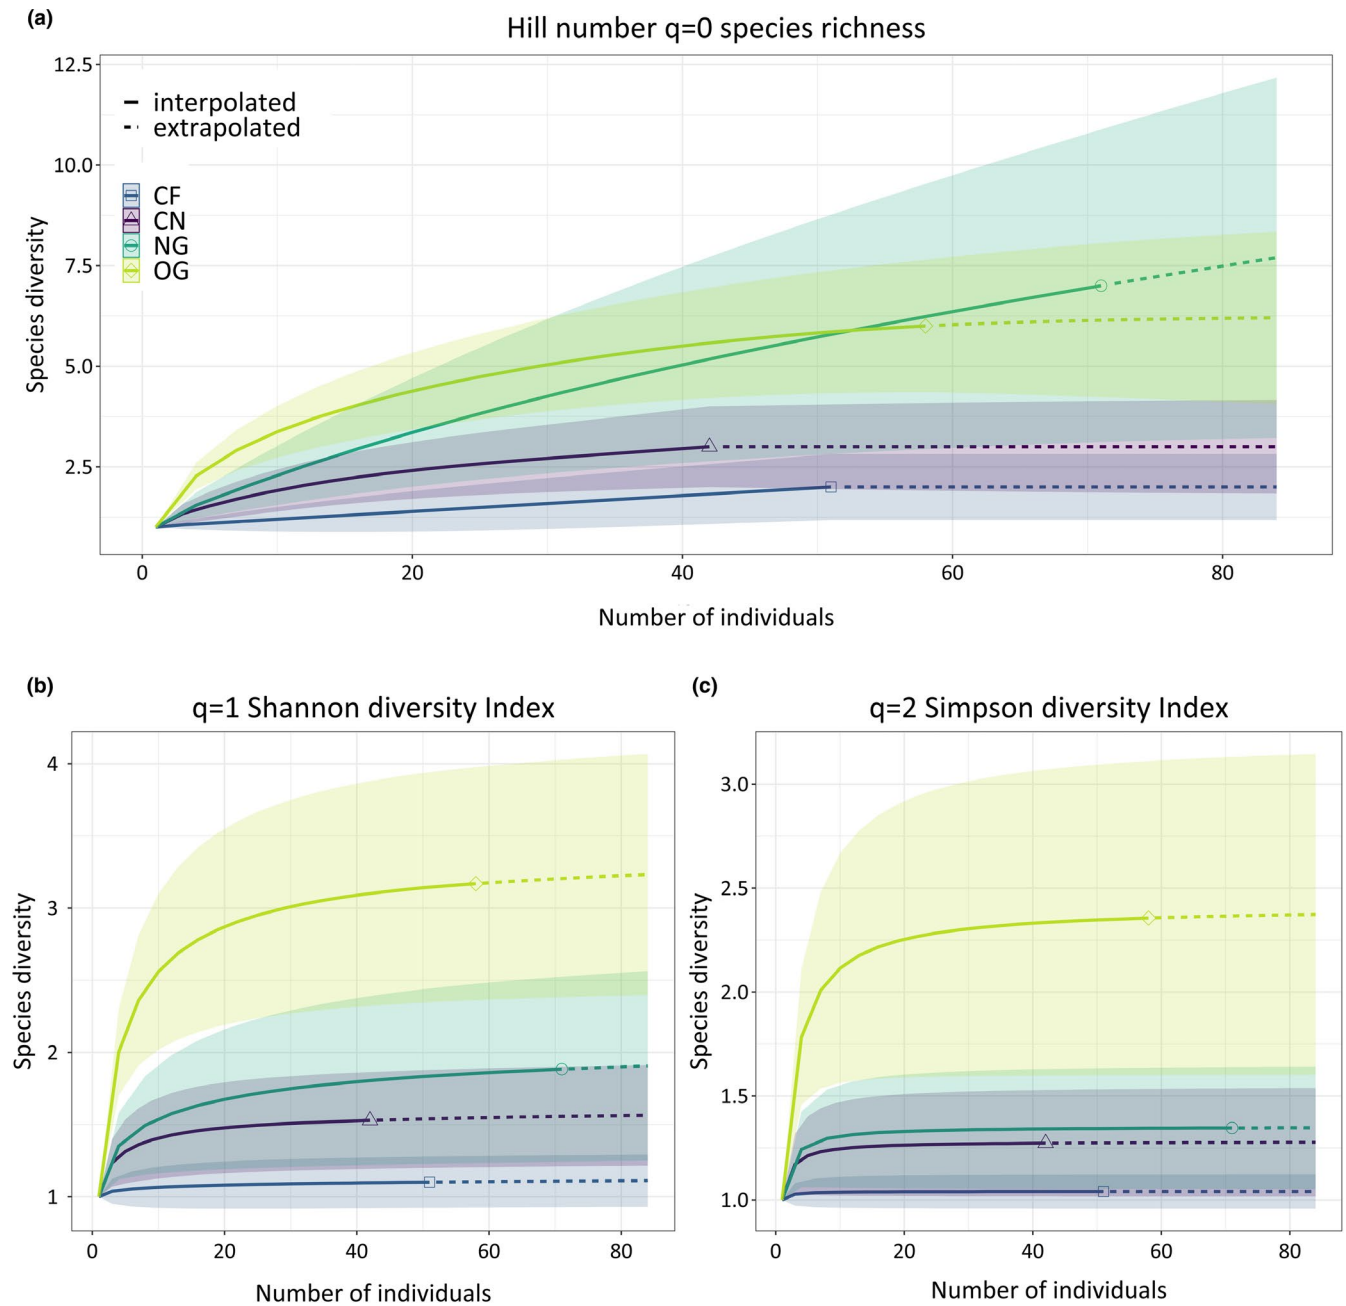 (a)
Hill number q=0 species richness
12.5
10.0
7.5
5.0
2.5
Species diversity
interpolated
extrapolated
CF
CN
NG
OG
0 20 40 60 80
Number of individuals
(b)
q=1 Shannon diversity Index
4
3
2
1
Species diversity
0 20 40 60 80
Number of individuals
(c)
q=2 Simpson diversity Index
3.0
2.5
2.0
1.5
1.0
Species diversity
0 20 40 60 80
Number of individuals